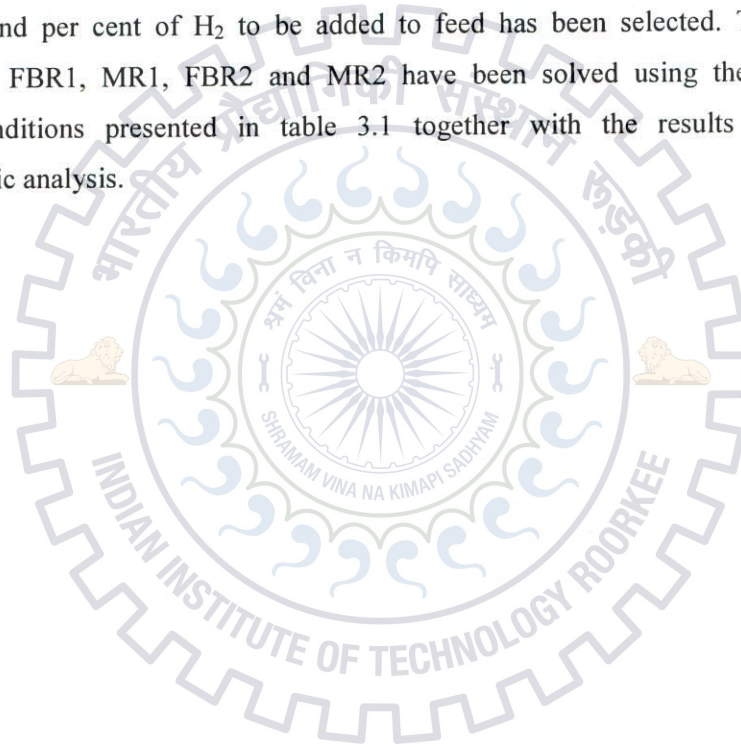 nd per cent of H₂ to be added to feed has been selected. T
FBR1, MR1, FBR2 and MR2 have been solved using the
nditions presented in table 3.1 together with the results
ic analysis.
भारतीय प्रौद्योगिकी संस्थान रुड़की
श्रमं विना न किमपि साध्यम
SHRAMAM VINA NA KIMAPI SADHYAM
INDIAN INSTITUTE OF TECHNOLOGY ROORKEE